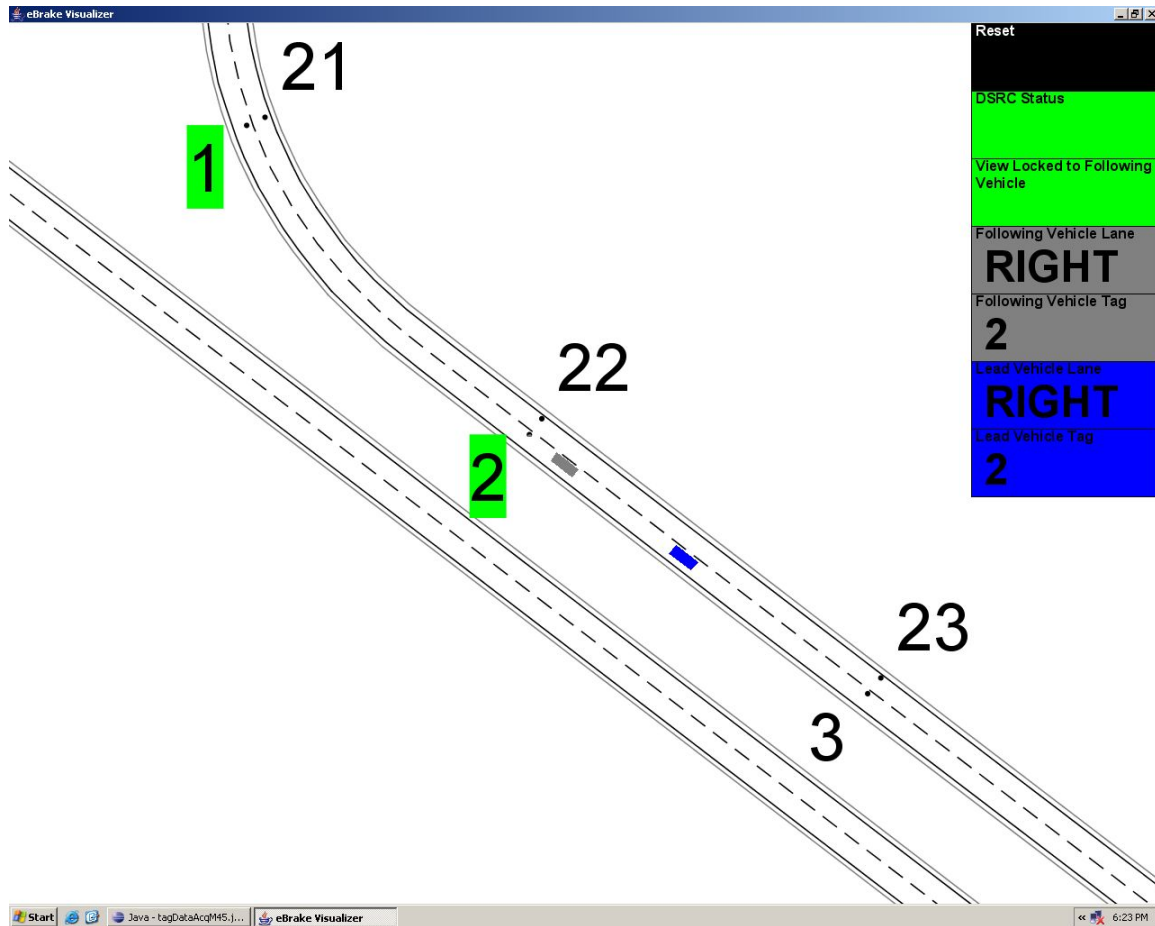 eBrake Visualizer
21
1
22
2
23
3
Reset
DSRC Status
View Locked to Following
Vehicle
Following Vehicle Lane
RIGHT
Following Vehicle Tag
2
Lead Vehicle Lane
RIGHT
Lead Vehicle Tag
2
Start
Java - tagDataAcqM45.j...
eBrake Visualizer
« 6:23 PM